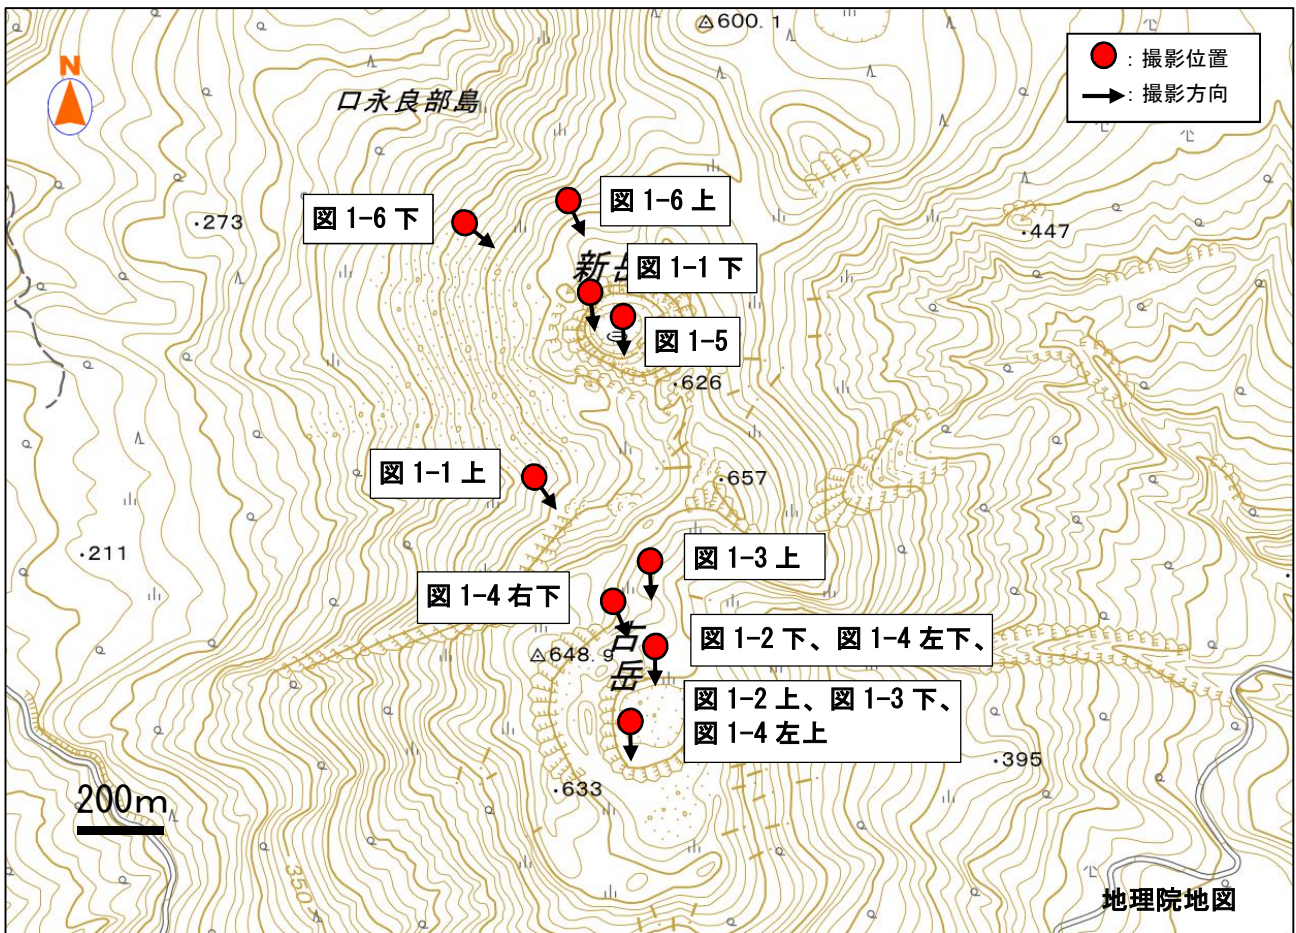 600.1
N
：撮影位置
：撮影方向
口永良部島
図 1-6 上
図 1-6 下
273
447
新岳
図 1-1 下
図 1-5
626
図 1-1 上
657
211
図 1-3 上
図 1-4 右下
古岳
648.9
図 1-2 下、図 1-4 左下、
図 1-2 上、図 1-3 下、
図 1-4 左上
395
633
200m
350
地理院地図